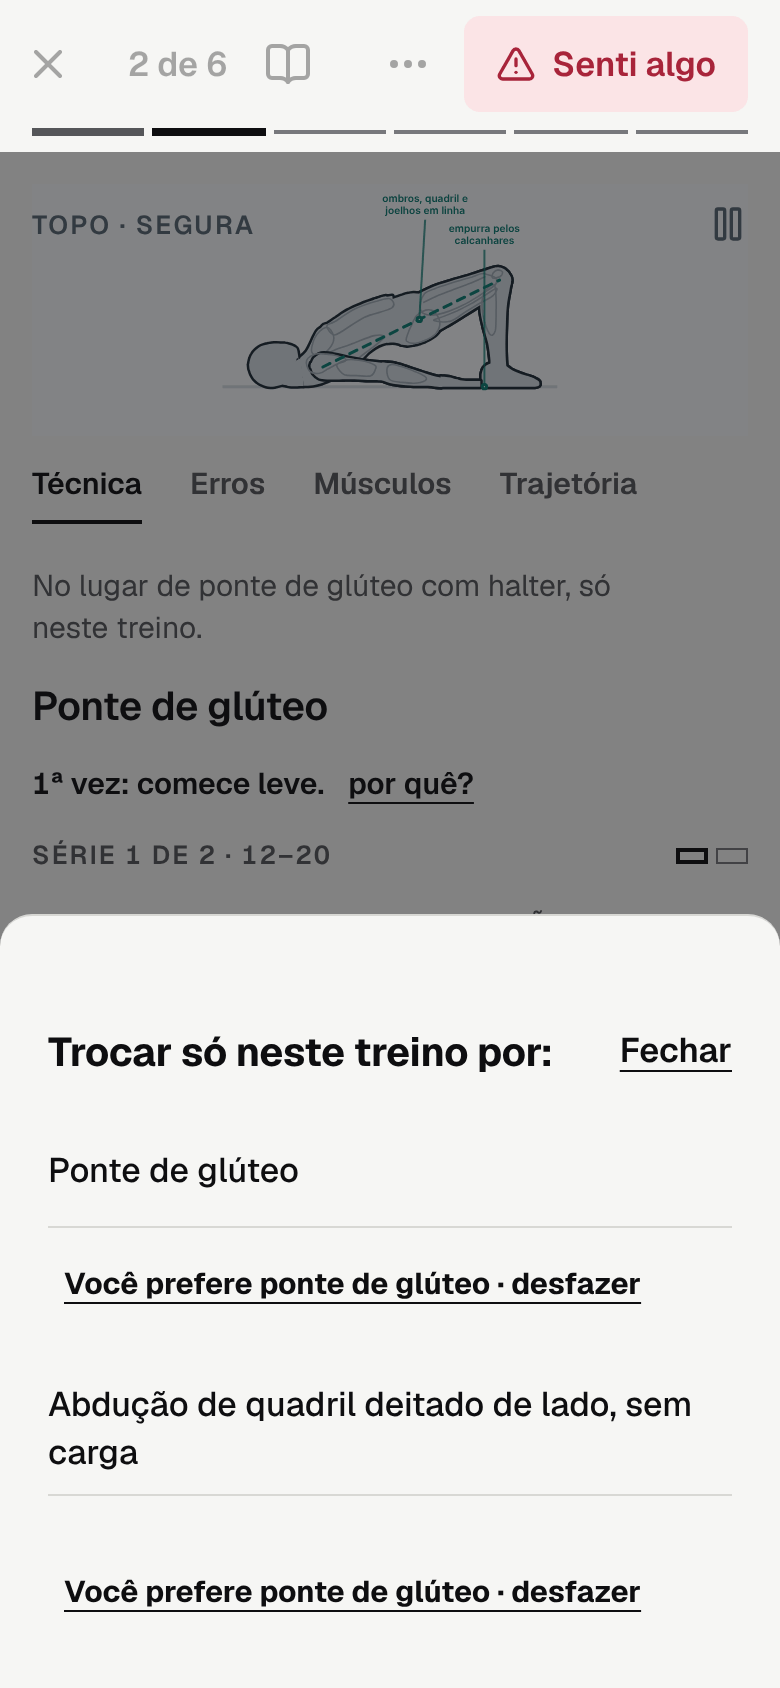 2 de 6
Senti algo
TOPO · SEGURA
ombros, quadril e
joelhos em linha
empurra pelos
calcanhares
Técnica
Erros
Músculos
Trajetória
No lugar de ponte de glúteo com halter, só
neste treino.
Ponte de glúteo
1ª vez: comece leve. por quê?
SÉRIE 1 DE 2 · 12–20
Trocar só neste treino por:
Fechar
Ponte de glúteo
Você prefere ponte de glúteo · desfazer
Abdução de quadril deitado de lado, sem
carga
Você prefere ponte de glúteo · desfazer